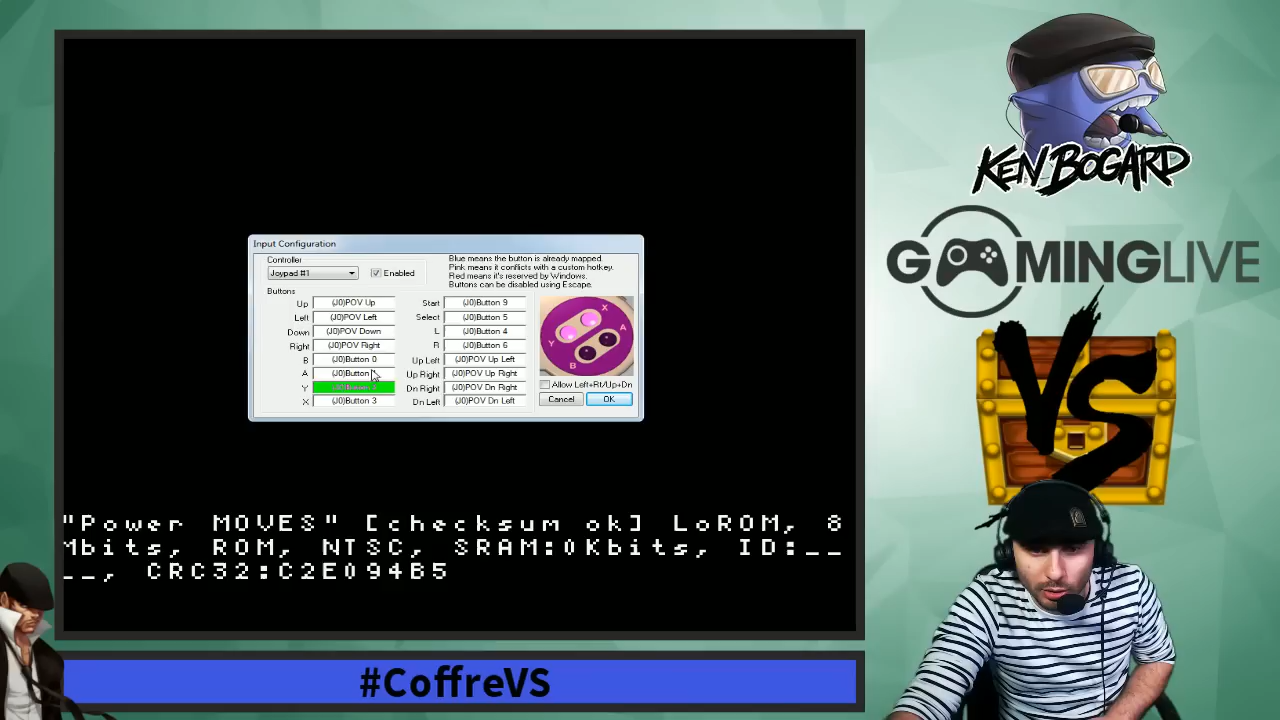 KEN BOGARD
GAMINGLIVE
VS
Input Configuration
Controller
Joypad #1
Enabled
Blue means the button is already mapped.
Pink means it conflicts with a custom hotkey.
Red means it's reserved by Windows.
Buttons can be disabled using Escape.
Buttons
Up (J0)POV Up
Left (J0)POV Left
Down (J0)POV Down
Right (J0)POV Right
B (J0)Button 0
A (J0)Button
Y
X (J0)Button 3
Start (J0)Button 9
Select (J0)Button 5
L (J0)Button 4
R (J0)Button 6
Up Left (J0)POV Up Left
Up Right (J0)POV Up Right
Dn Right (J0)POV Dn Right
Dn Left (J0)POV Dn Left
X
Y
A
B
Allow Left+Rt/Up+Dn
Cancel OK
"Power MOVES" [checksum ok] LoROM, 8
Mbits, ROM, NTSC, SRAM:0Kbits, ID:__
__, CRC32:C2E094B5
#CoffreVS